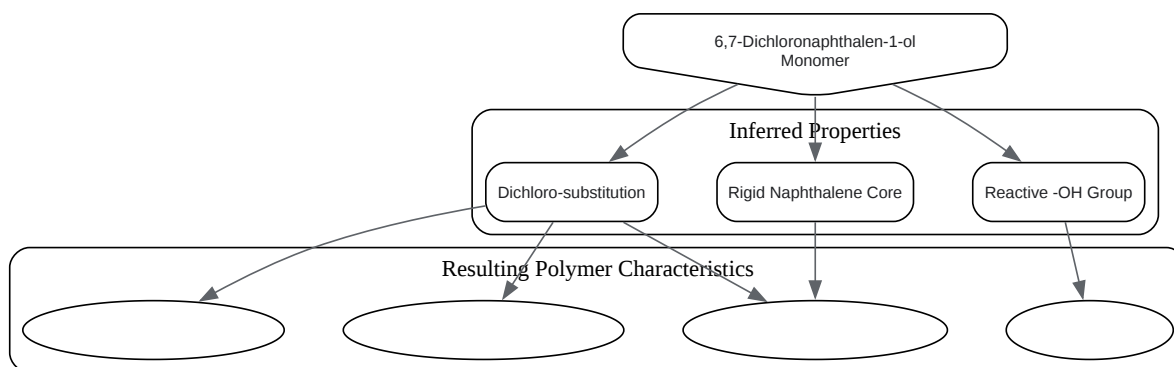 6,7-Dichloronaphthalen-1-ol
Monomer
Inferred Properties
Dichloro-substitution
Rigid Naphthalene Core
Reactive -OH Group
Resulting Polymer Characteristics